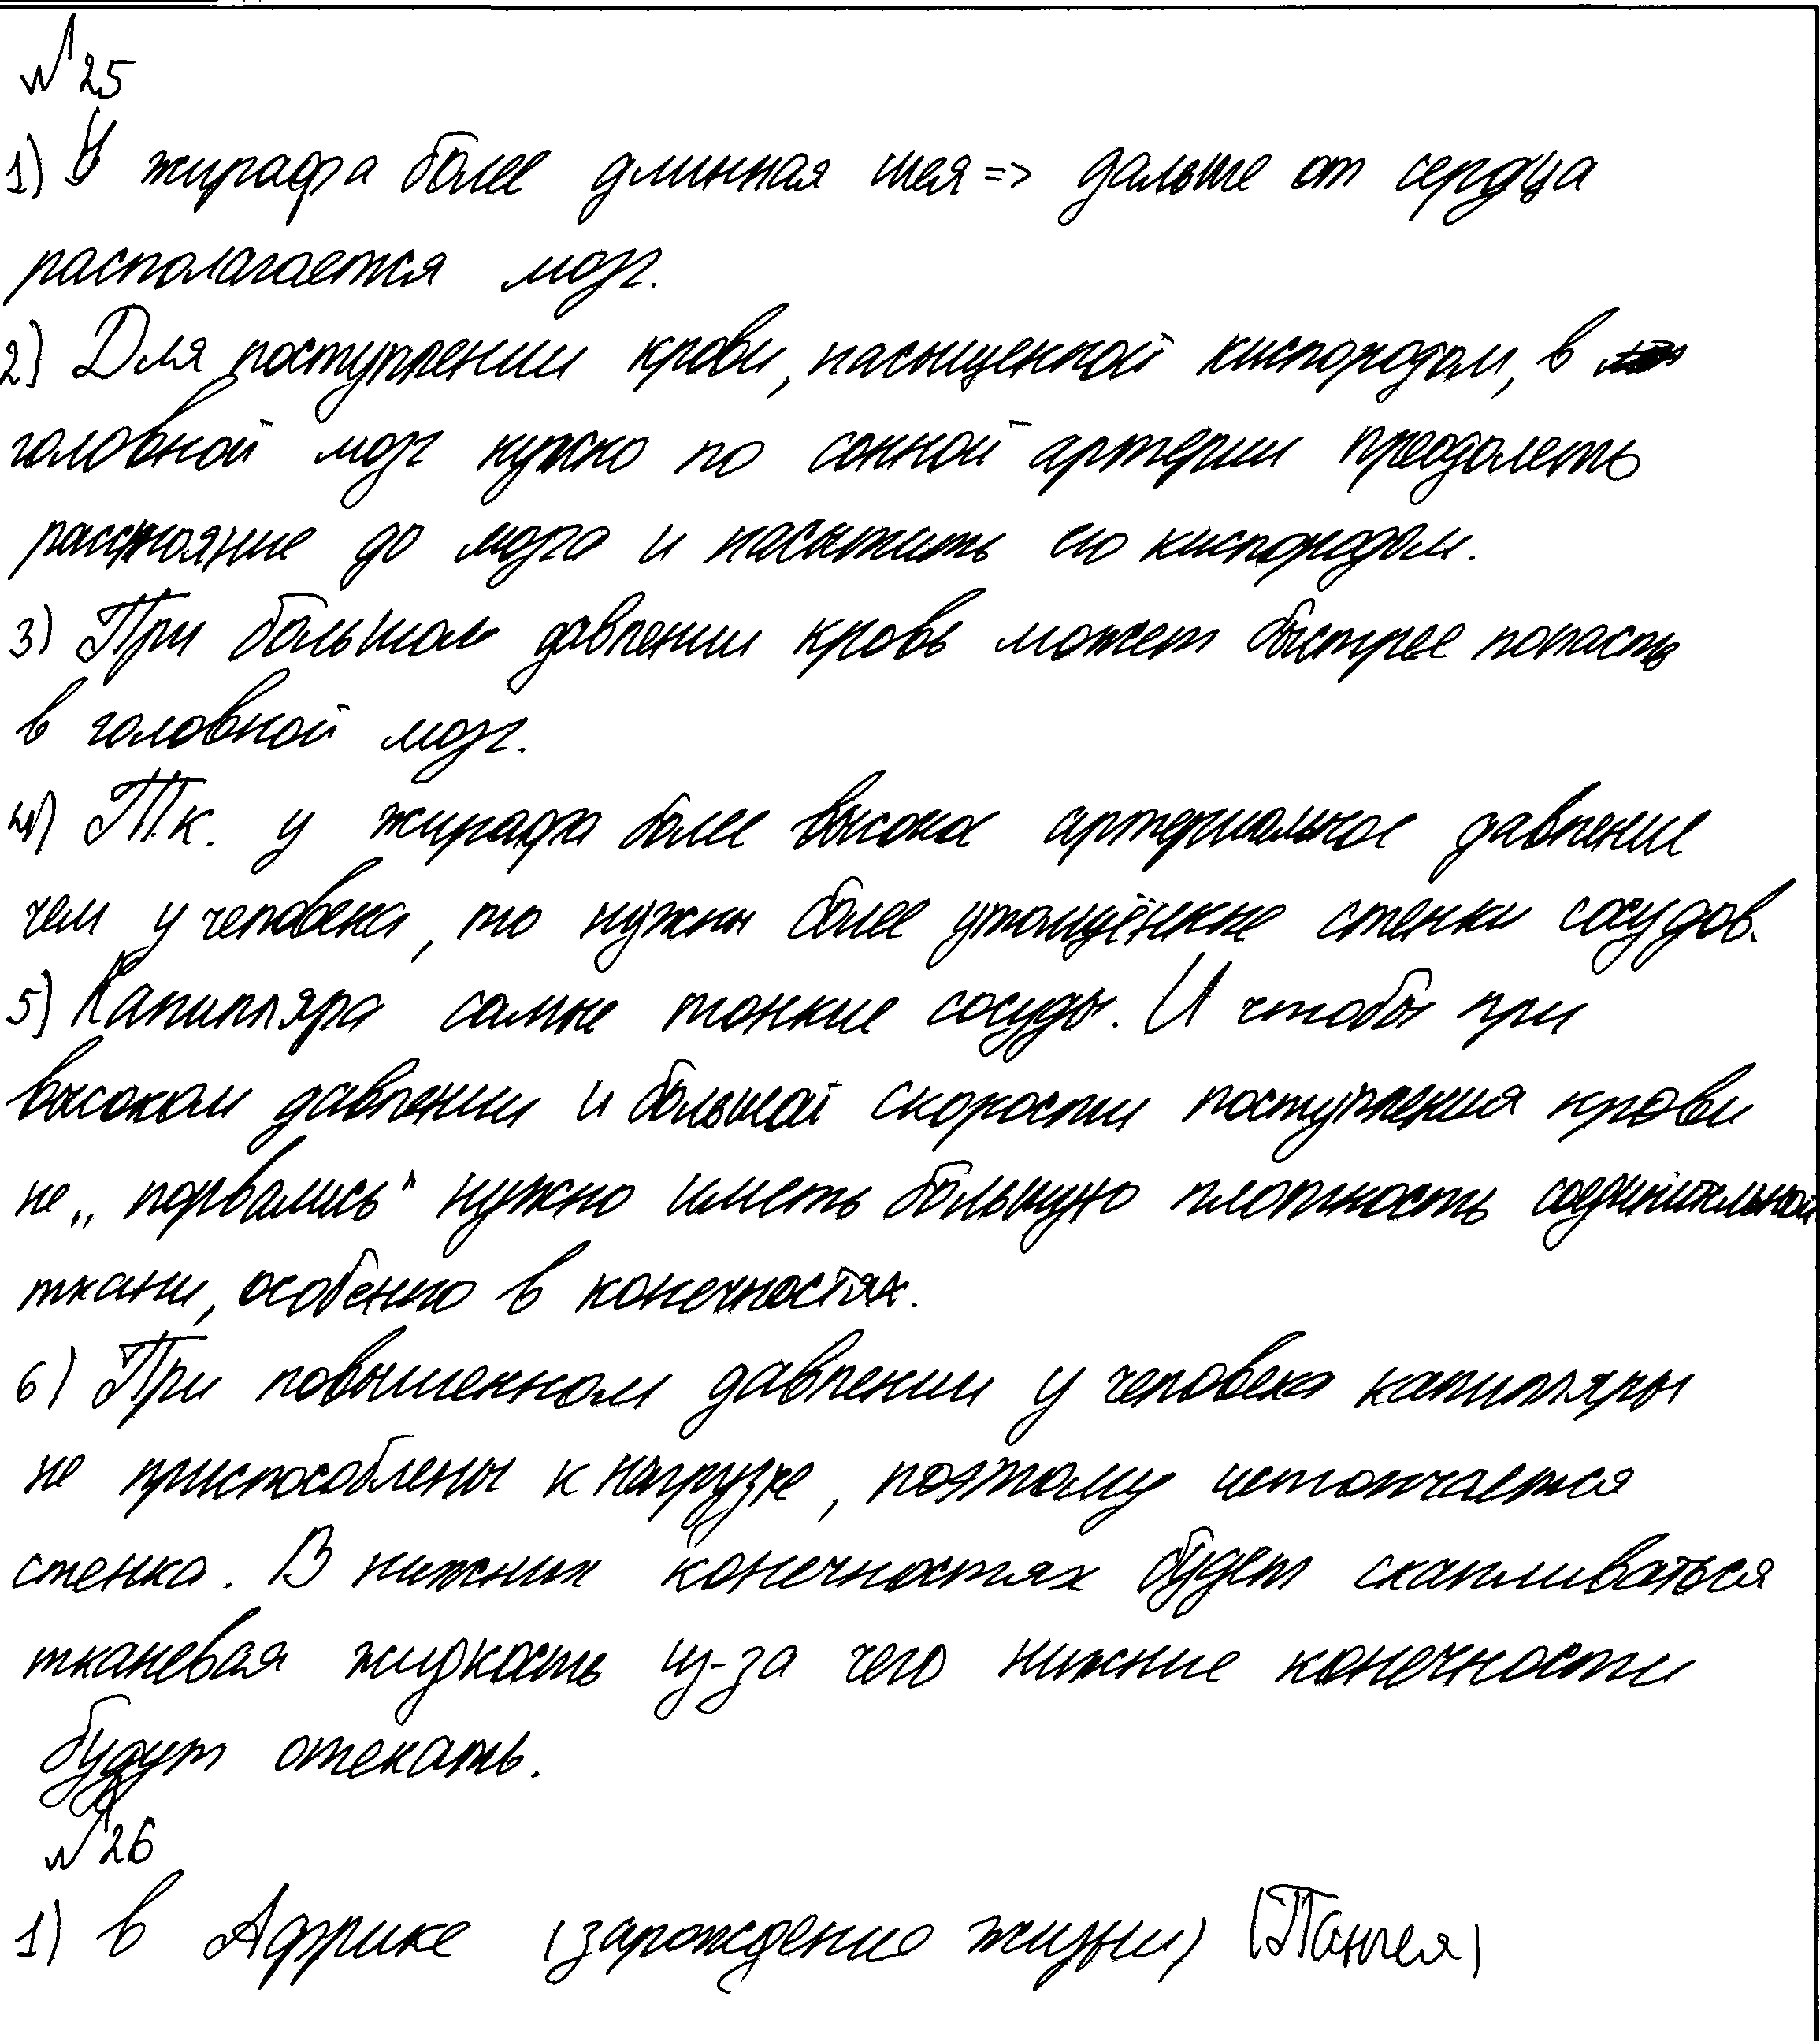 №25
1) У жирафа более длинная шея => дальше от сердца
располагается мозг.
2) Для поступлении крови, насыщенной кислородом, в
головной мозг нужно по сонной артерии преодолеть
расстояние до мозга и насытить его кислородом.
3) При большом давлении кровь может быстрее попасть
в головной мозг.
4) Т.к. у жирафа более высокое артериальное давление
чем у человека, то нужны более утолщённые стенки сосудов.
5) Капилляра самые тонкие сосуды. И чтобы при
высоком давлении и большой скорости поступления крови
не „порвались" нужно иметь большую плотность
ткани, особенно в конечностях.
6) При повышенном давлении у человека капилляры
не приспособлены к нагрузке, поэтому истончается
стенка. В нижних конечностях будет скапливаться
тканевая жидкость из-за чего нижние конечности
будут отекать.
№26
1) в Африке (зарождение жизни) (Пангея)